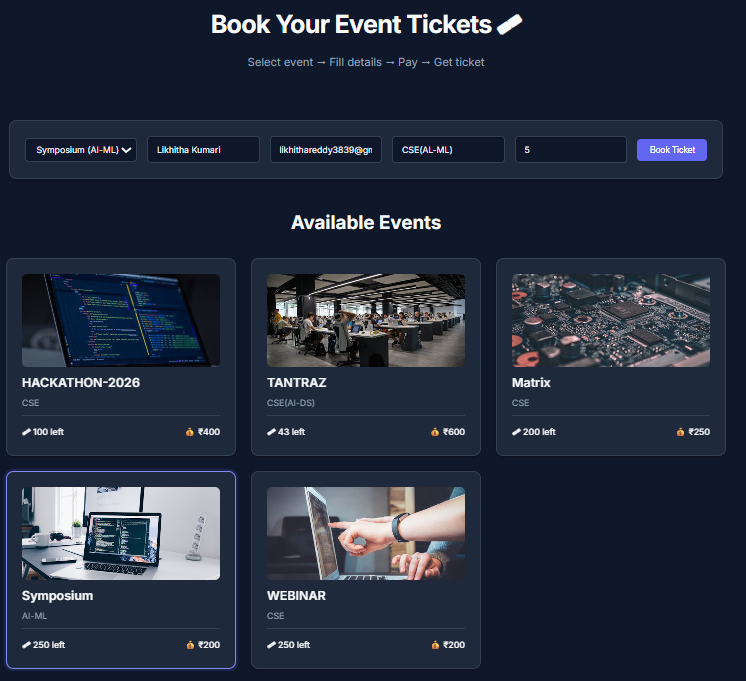 Book Your Event Tickets
Select event → Fill details → Pay → Get ticket
Symposium (AI-ML)
Likhitha Kumari
likhithareddy3839@gm
CSE(AL-ML)
5
Book Ticket
Available Events
HACKATHON-2026
CSE
100 left
₹400
TANTRAZ
CSE(AI-DS)
43 left
₹600
Matrix
CSE
200 left
₹250
Symposium
AI-ML
250 left
₹200
WEBINAR
CSE
250 left
₹200